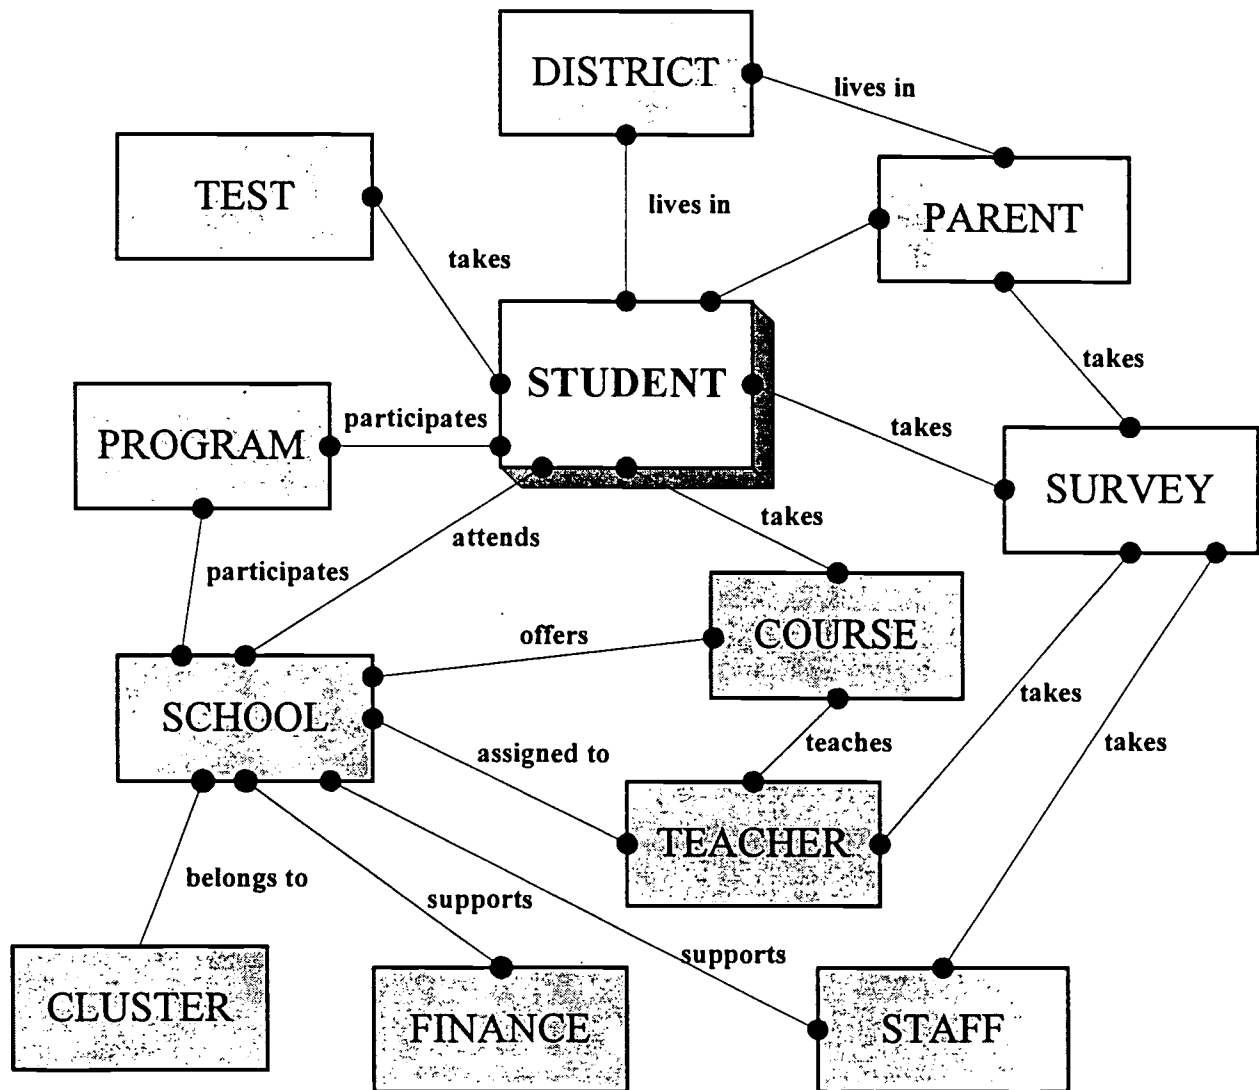 DISTRICT
lives in
TEST
PARENT
lives in
takes
STUDENT
takes
PROGRAM
participates
takes
SURVEY
takes
attends
participates
offers
COURSE
takes
SCHOOL
teaches
takes
assigned to
TEACHER
belongs to
supports
supports
CLUSTER
FINANCE
STAFF